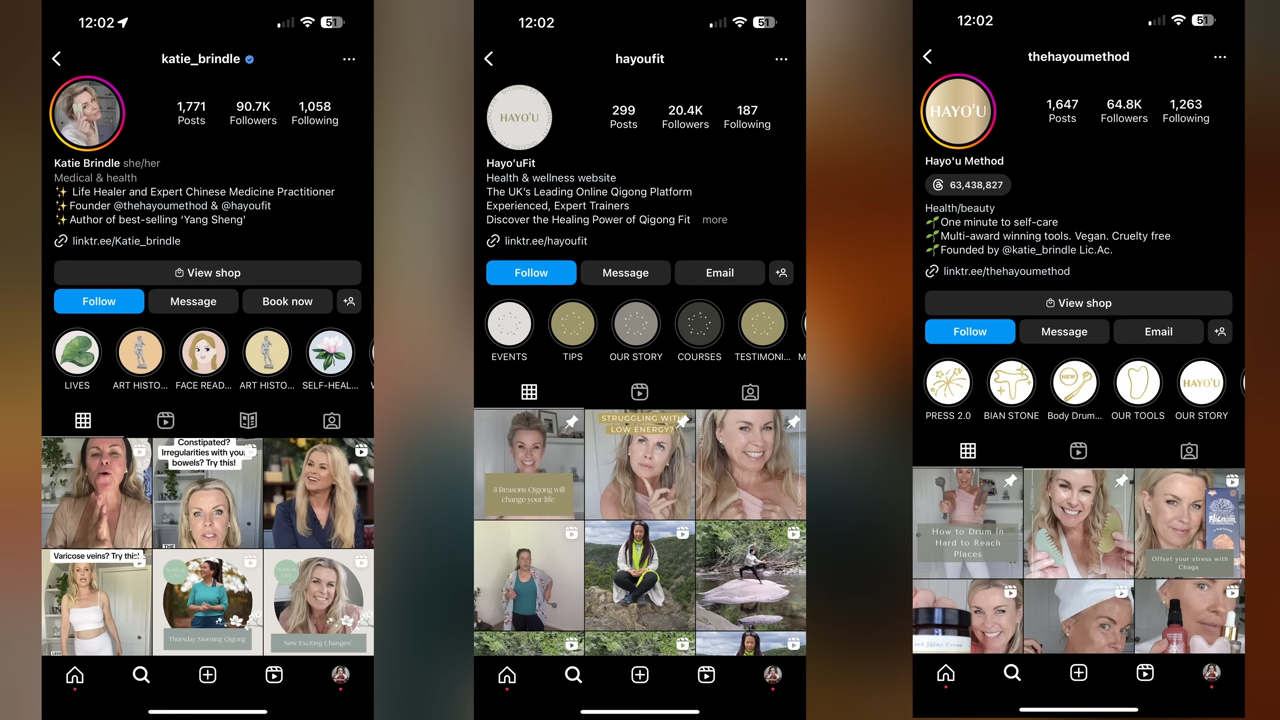 12:02
51
katie_brindle
1,771
90.7K
1,058
Posts
Followers
Following
Katie Brindle she/her
Medical & health
✨ Life Healer and Expert Chinese Medicine Practitioner
✨Founder @thehayoumethod & @hayoufit
✨Author of best-selling ‘Yang Sheng'
linktr.ee/Katie_brindle
View shop
Follow
Message
Book now
LIVES
ART HISTO...
FACE READ...
ART HISTO...
SELF-HEAL...
Constipated?
Irregularities with your
bowels? Try this!
THE
Varicose veins? Try this!
Thursday Morning Qigong
New Exciting Changes!
12:02
51
hayoufit
HAYO'U
299
20.4K
187
Posts
Followers
Following
Hayo’uFit
Health & wellness website
The UK's Leading Online Qigong Platform
Experienced, Expert Trainers
Discover the Healing Power of Qigong Fit more
linktr.ee/hayoufit
Follow
Message
Email
EVENTS
TIPS
OUR STORY
COURSES
TESTIMONI...
M
3 Reasons Qigong will
change your life
STRUGGLING WITH
LOW ENERGY?
12:02
51
thehayoumethod
HAYO'U
1,647
64.8K
1,263
Posts
Followers
Following
Hayo'u Method
63,438,827
Health/beauty
🌱One minute to self-care
🌱Multi-award winning tools. Vegan. Cruelty free
🌱Founded by @katie_brindle Lic.Ac.
linktr.ee/thehayoumethod
View shop
Follow
Message
Email
NEW
HAYO'U
PRESS 2.0
BIAN STONE
Body Drum...
OUR TOOLS
OUR STORY
How to Drum in
Hard to Reach
Places
Offset your stress with
Chaga